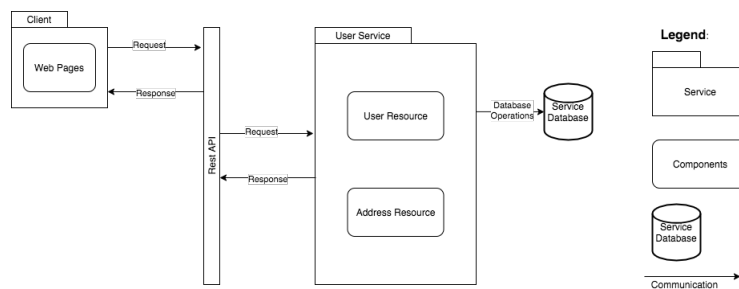 Client
Web Pages
Request
Response
Rest API
Request
Response
User Service
User Resource
Address Resource
Database
Operations
Service
Database
Legend:
Service
Components
Service
Database
Communication